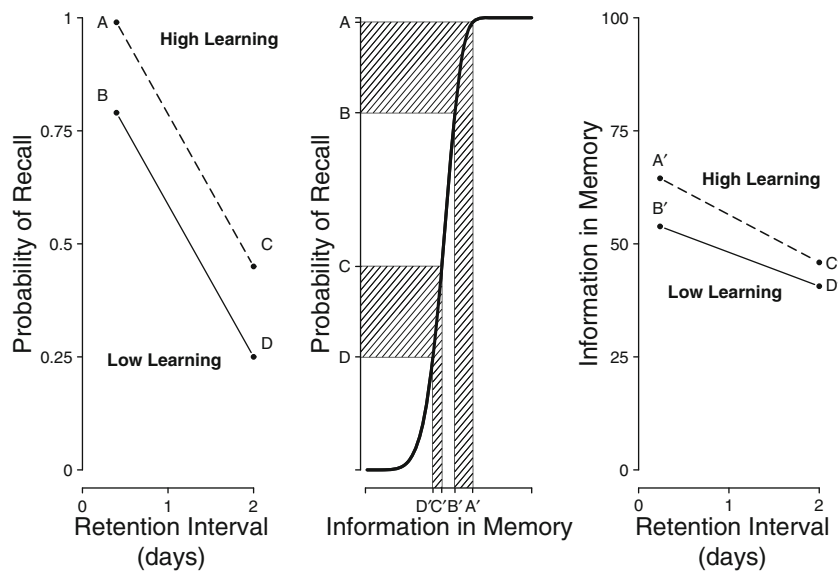 1
0.75
0.5
0.25
0
Probability of Recall
A
B
C
D
High Learning
Low Learning
0
1
2
Retention Interval
(days)
Probability of Recall
A
B
C
D
D′ C′ B′ A′
Information in Memory
100
75
50
25
0
Information in Memory
A′
B′
C
D
High Learning
Low Learning
0
1
2
Retention Interval
(days)